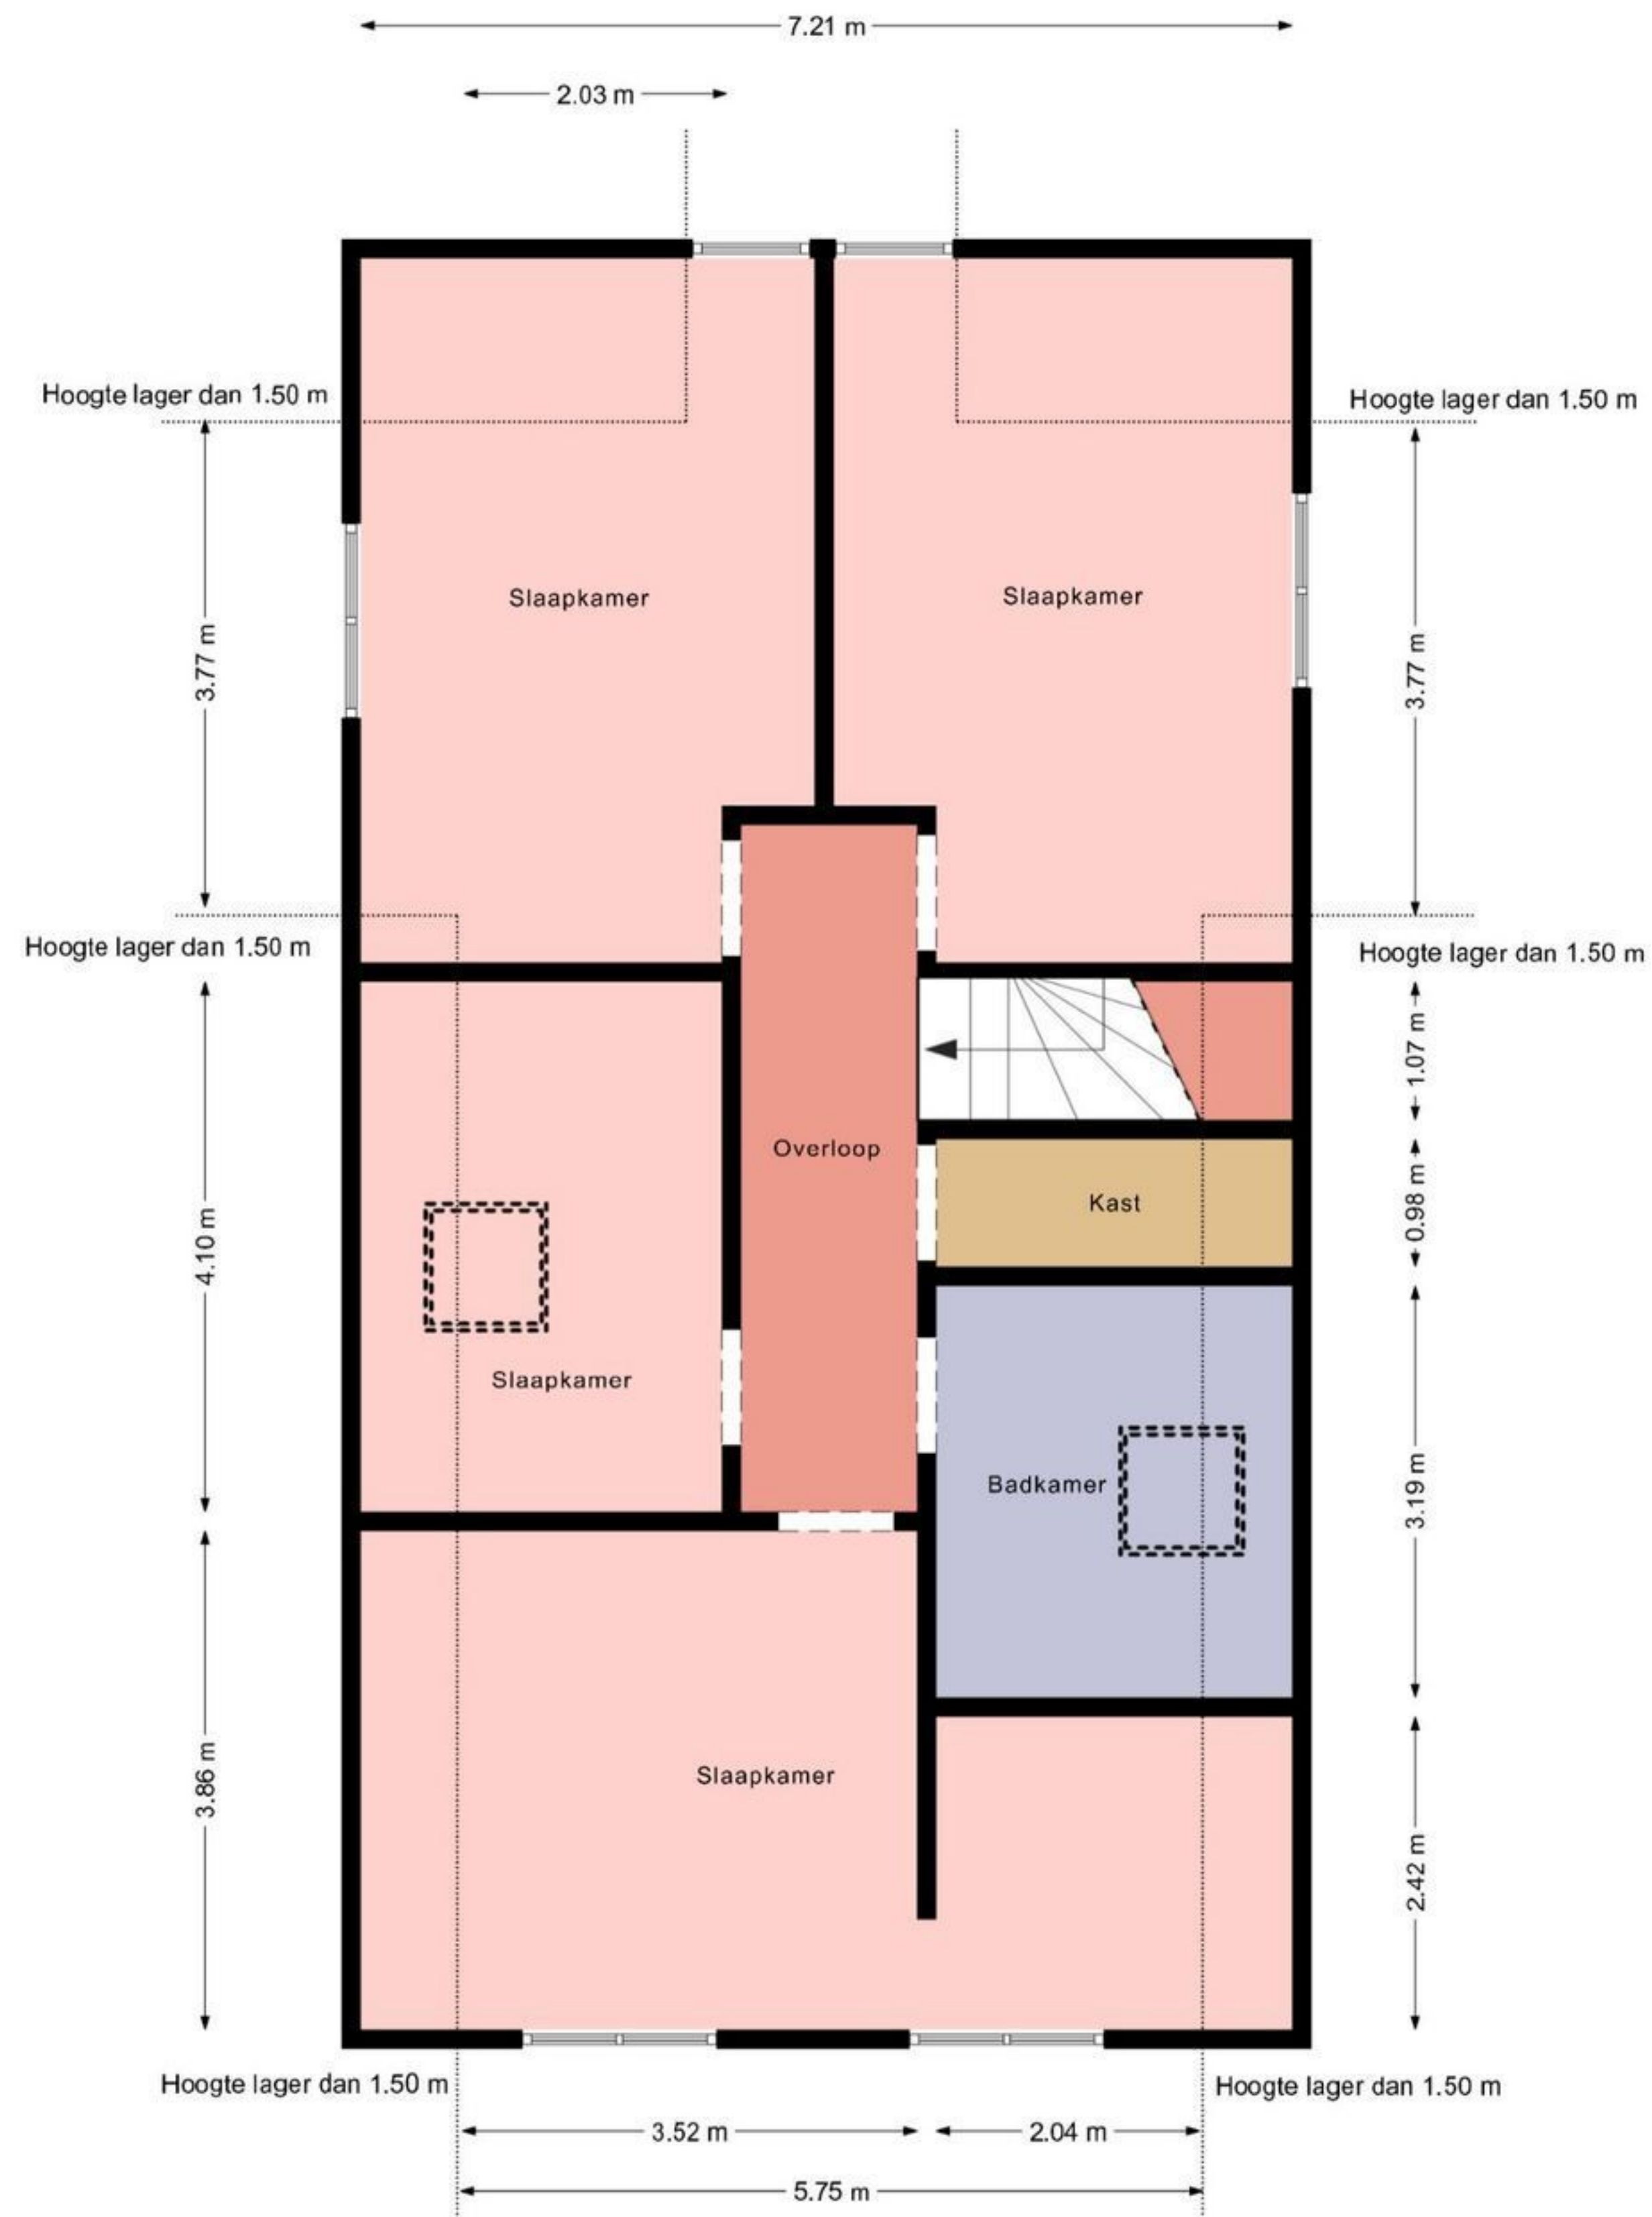 7.21 m
2.03 m
Hoogte lager dan 1.50 m
Hoogte lager dan 1.50 m
Slaapkamer
Slaapkamer
3.77 m
3.77 m
Hoogte lager dan 1.50 m
Hoogte lager dan 1.50 m
1.07 m
Overloop
Kast
0.98 m
4.10 m
Slaapkamer
Badkamer
3.19 m
Slaapkamer
3.86 m
2.42 m
Hoogte lager dan 1.50 m
Hoogte lager dan 1.50 m
3.52 m
2.04 m
5.75 m